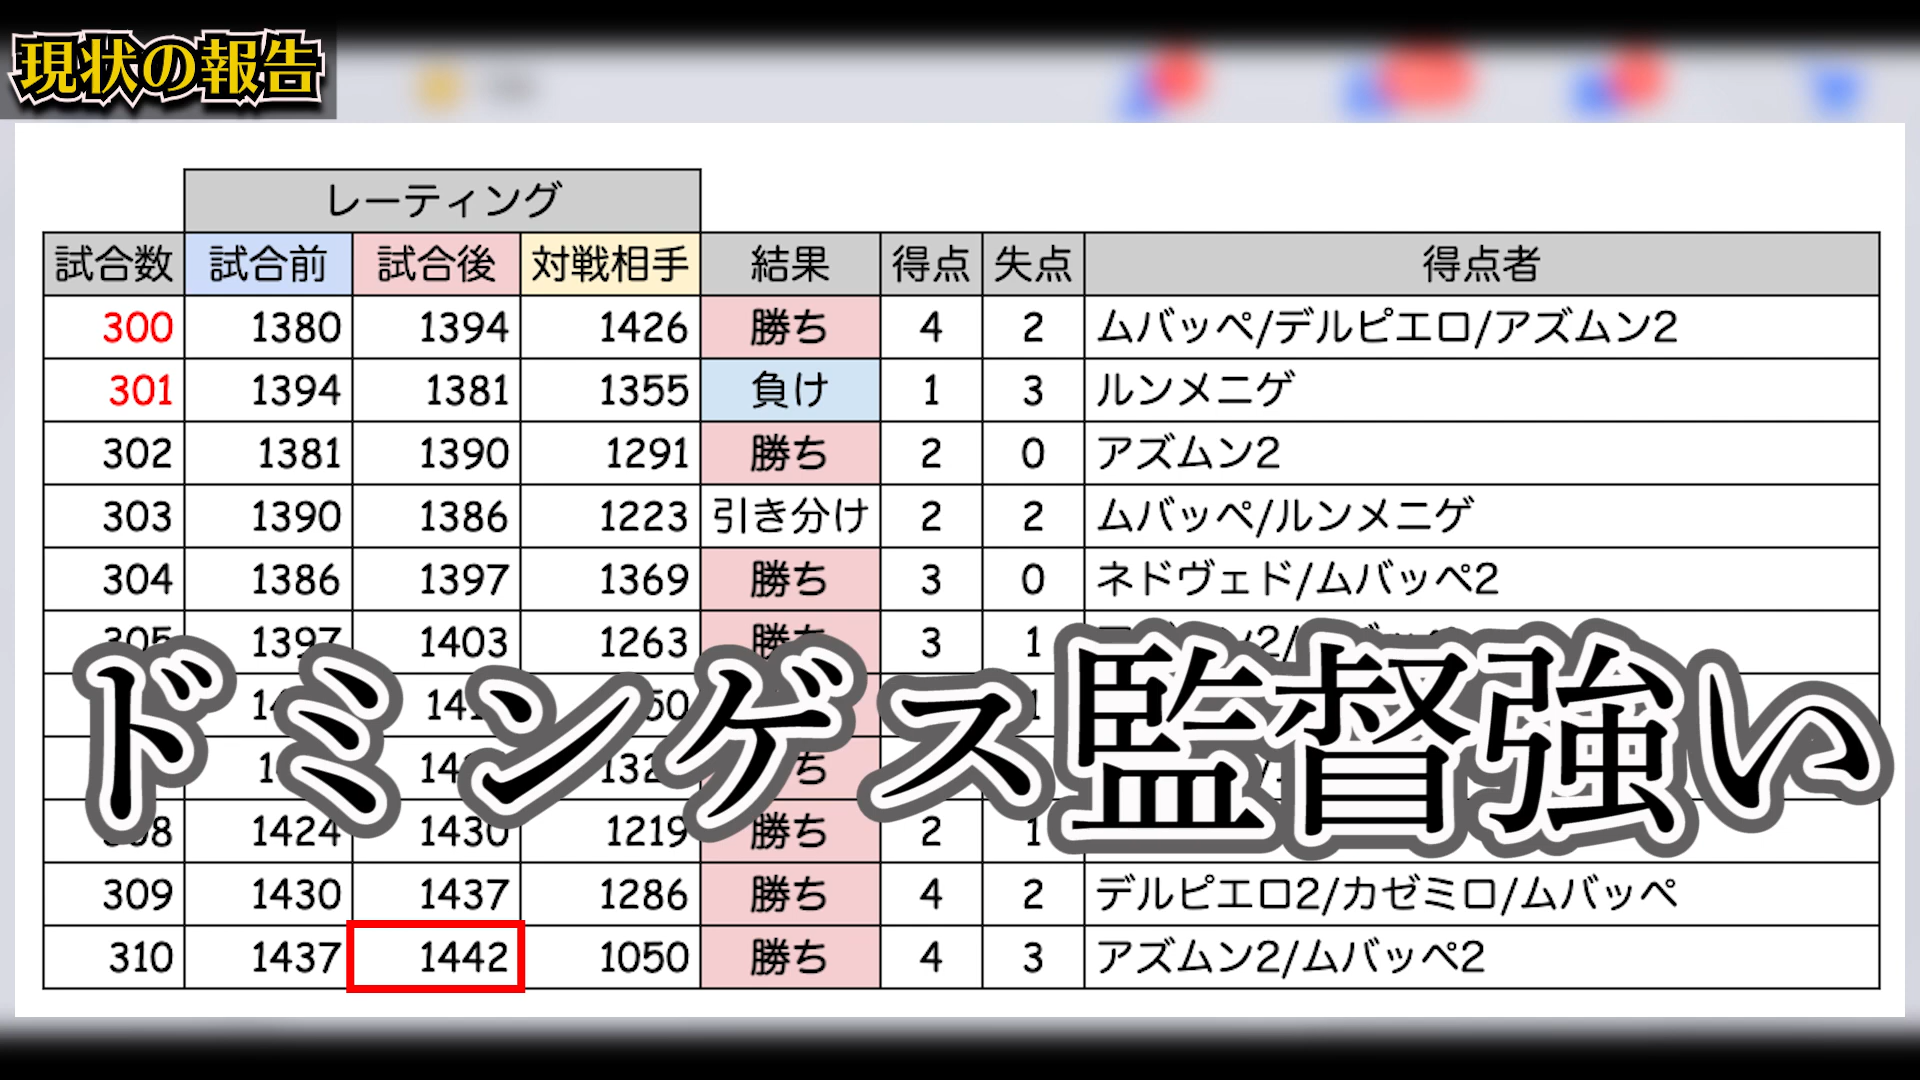 現状の報告
レーティング
試合数 試合前 試合後 対戦相手 結果 得点 失点 得点者
300 1380 1394 1426 勝ち 4 2 ムバッペ/デルピエロ/アズムン2
301 1394 1381 1355 負け 1 3 ルンメニゲ
302 1381 1390 1291 勝ち 2 0 アズムン2
303 1390 1386 1223 引き分け 2 2 ムバッペ/ルンメニゲ
304 1386 1397 1369 勝ち 3 0 ネドヴェド/ムバッペ2
305 1397 1403 1263 勝ち 3 1
ドミンゲス監督強い
1424 1430 1219 勝ち 2 1
309 1430 1437 1286 勝ち 4 2 デルピエロ2/カゼミロ/ムバッペ
310 1437 1442 1050 勝ち 4 3 アズムン2/ムバッペ2